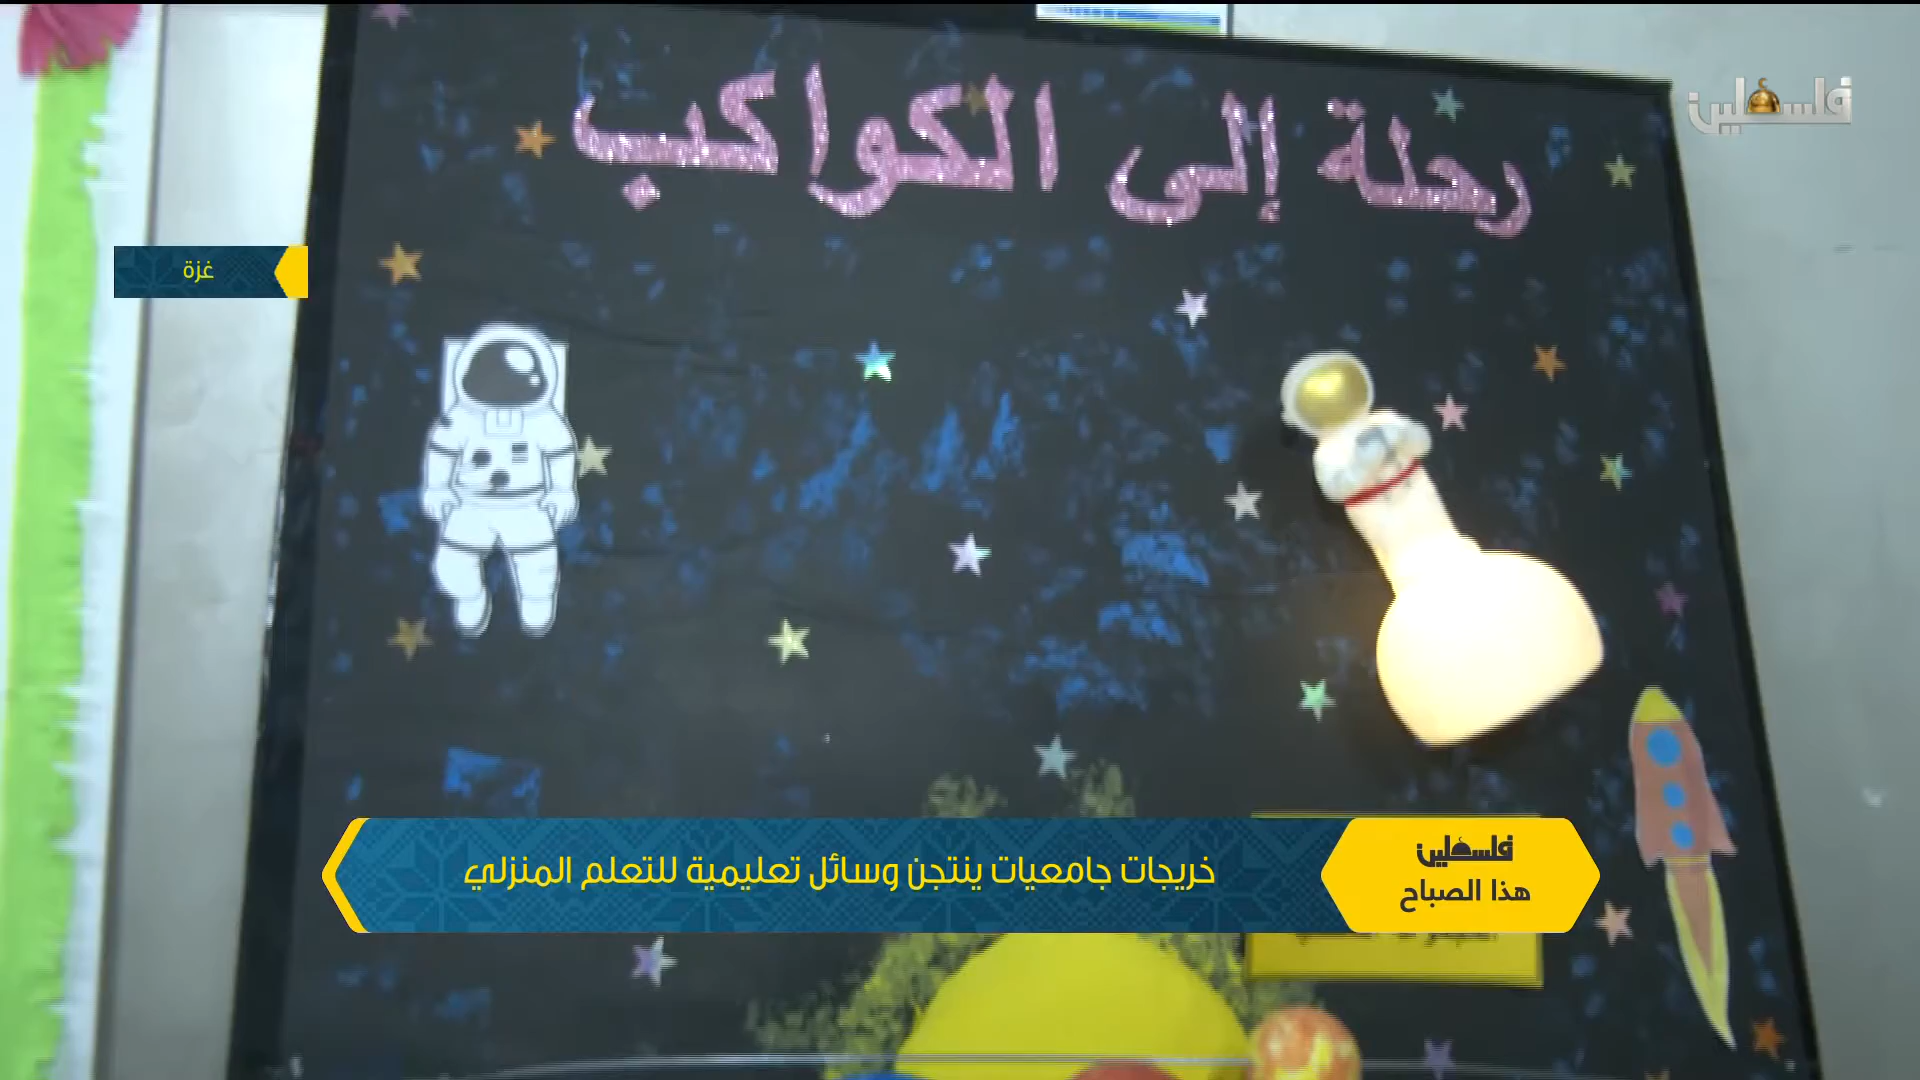 رحلة إلى الكواكب
فلسطين
غزة
خريجات جامعيات ينتجن وسائل تعليمية للتعلم المنزلي
فلسطين
هذا الصباح